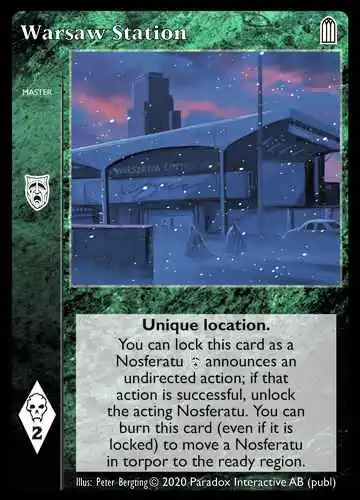 Warsaw Station
MASTER
WARSZAWA CENTRALNA
Unique location.
You can lock this card as a
Nosferatu announces an
undirected action; if that
action is successful, unlock
the acting Nosferatu. You can
burn this card (even if it is
locked) to move a Nosferatu
in torpor to the ready region.
2
Illus: Peter Bergting © 2020 Paradox Interactive AB (publ)